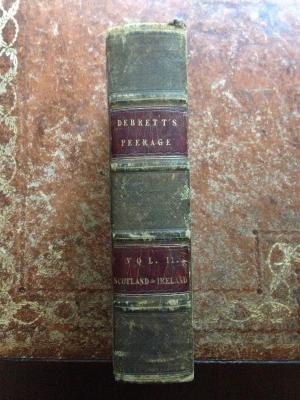 DEBRETT'S
PEERAGE
VOL. II.
SCOTLAND & IRELAND